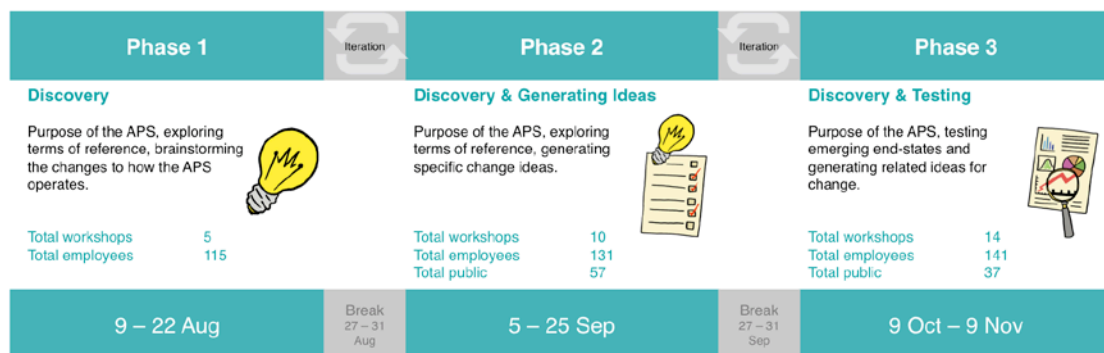 Phase 1
Iteration
Phase 2
Iteration
Phase 3
Discovery
Purpose of the APS, exploring
terms of reference, brainstorming
the changes to how the APS
operates.
Total workshops 5
Total employees 115
Discovery & Generating Ideas
Purpose of the APS, exploring
terms of reference, generating
specific change ideas.
Total workshops 10
Total employees 131
Total public 57
Discovery & Testing
Purpose of the APS, testing
emerging end-states and
generating related ideas for
change.
Total workshops 14
Total employees 141
Total public 37
9 – 22 Aug
Break
27 – 31
Aug
5 – 25 Sep
Break
27 – 31
Sep
9 Oct – 9 Nov